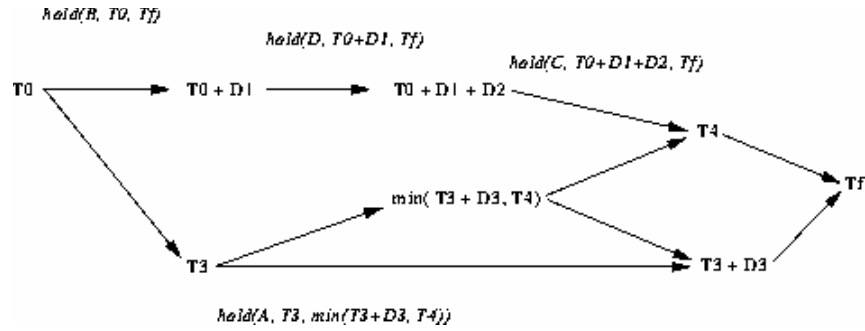 hold(B, T0, Tf)
hold(D, T0+D1, Tf)
hold(C, T0+D1+D2, Tf)
T0
T0 + D1
T0 + D1 + D2
T4
Tf
min( T3 + D3, T4)
T3
T3 + D3
hold(A, T3, min(T3+D3, T4))